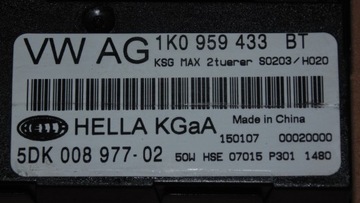 VW AG 1K0 959 433 BT
KSG MAX 2tuerer S0203/H020
HELLA HELLA KGaA Made in China
150107 00020000
5DK 008 977-02 50W HSE 07015 P301 1480